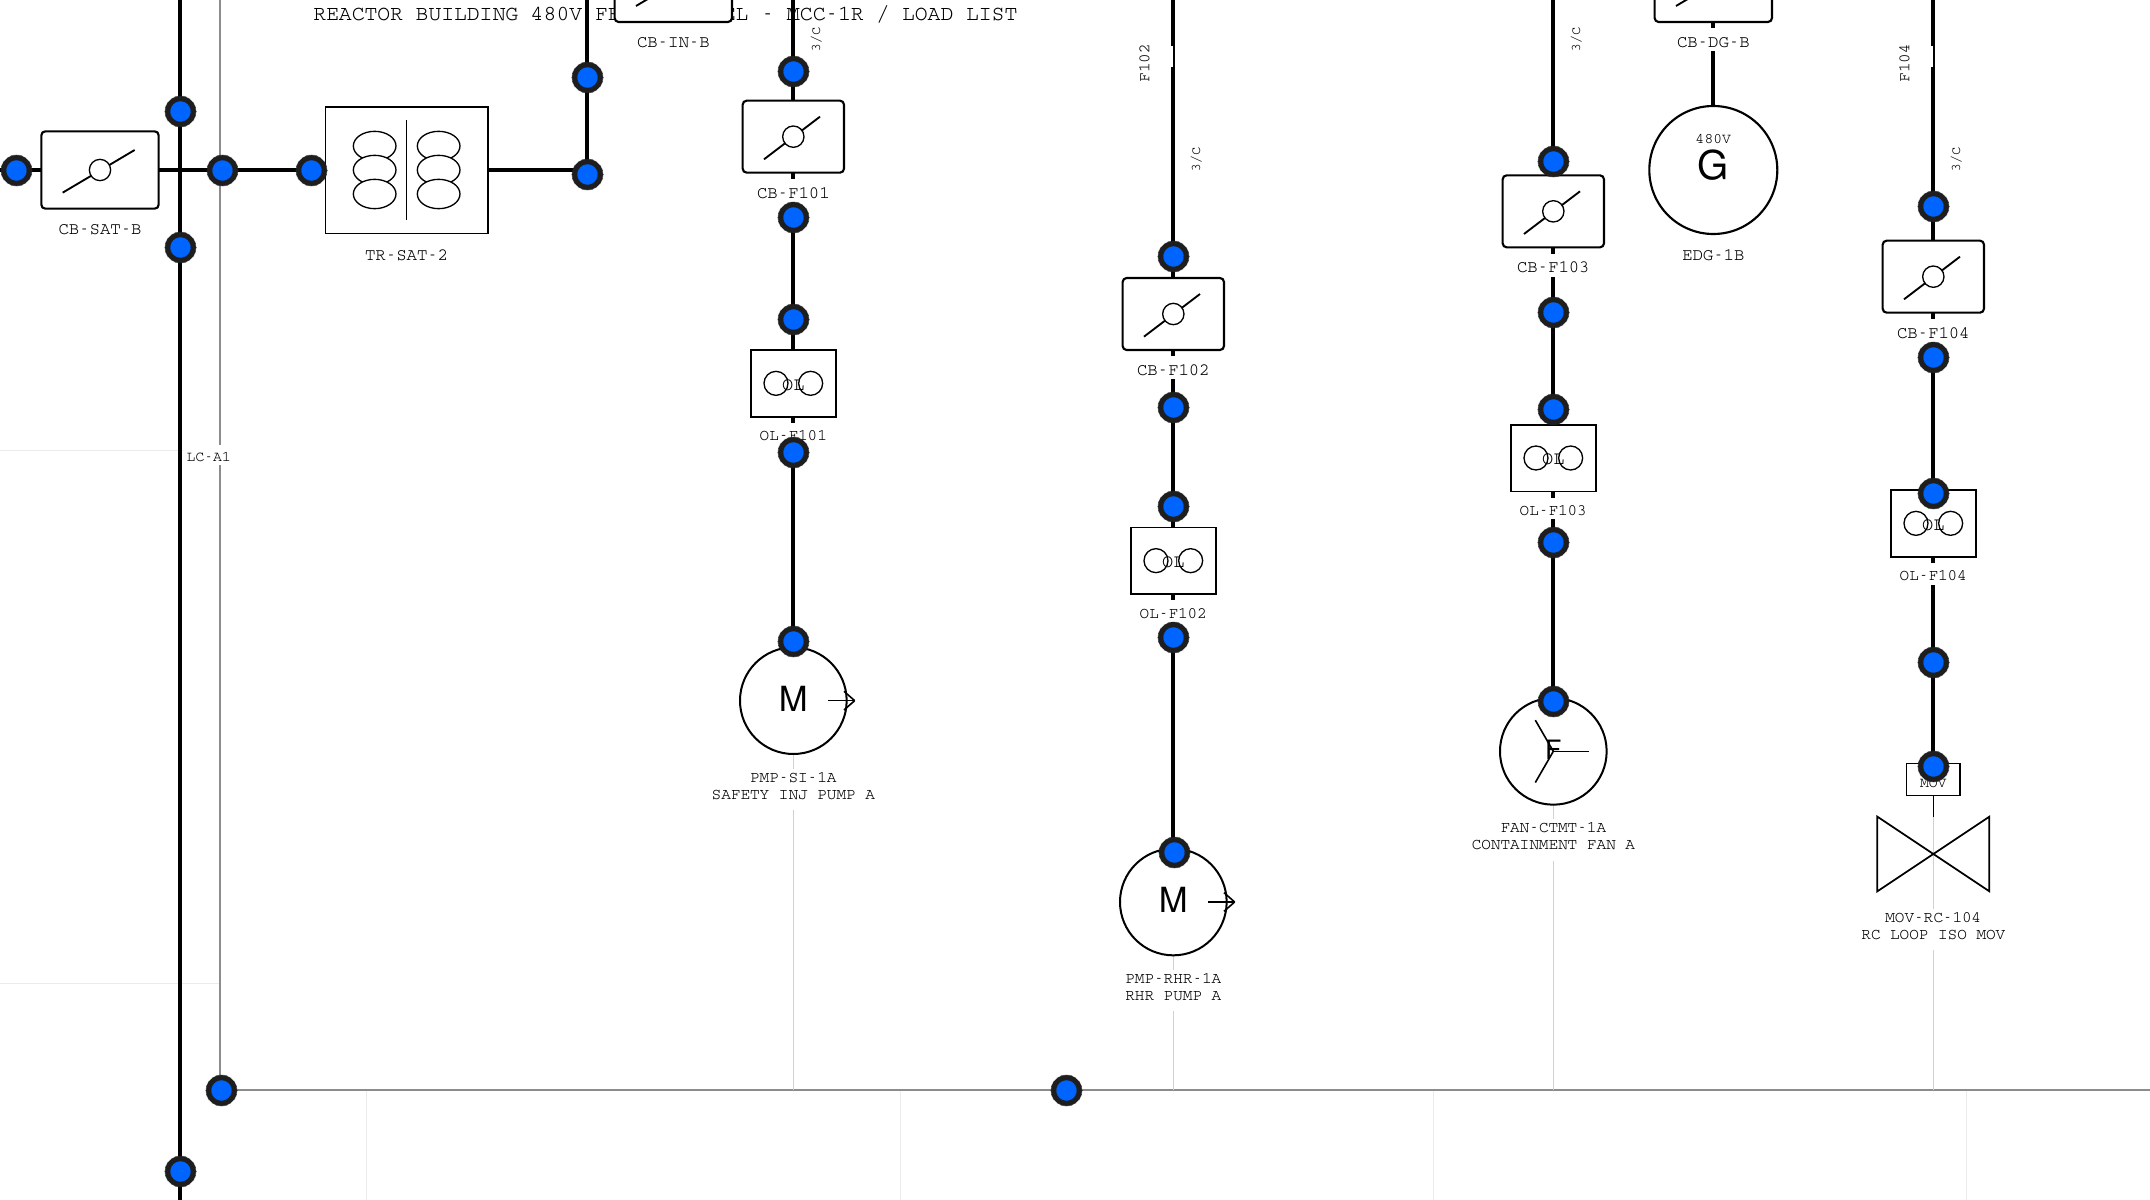 REACTOR BUILDING 480V
- MCC-1R / LOAD LIST
CB-IN-B
3/C
F102
3/C
CB-DG-B
F104
480V
G
EDG-1B
3/C
3/C
CB-SAT-B
TR-SAT-2
CB-F101
CB-F103
CB-F104
CB-F102
OL
OL-F101
LC-A1
OL
OL-F103
OL
OL-F104
OL
OL-F102
M
PMP-SI-1A
SAFETY INJ PUMP A
F
FAN-CTMT-1A
CONTAINMENT FAN A
MOV
MOV-RC-104
RC LOOP ISO MOV
M
PMP-RHR-1A
RHR PUMP A